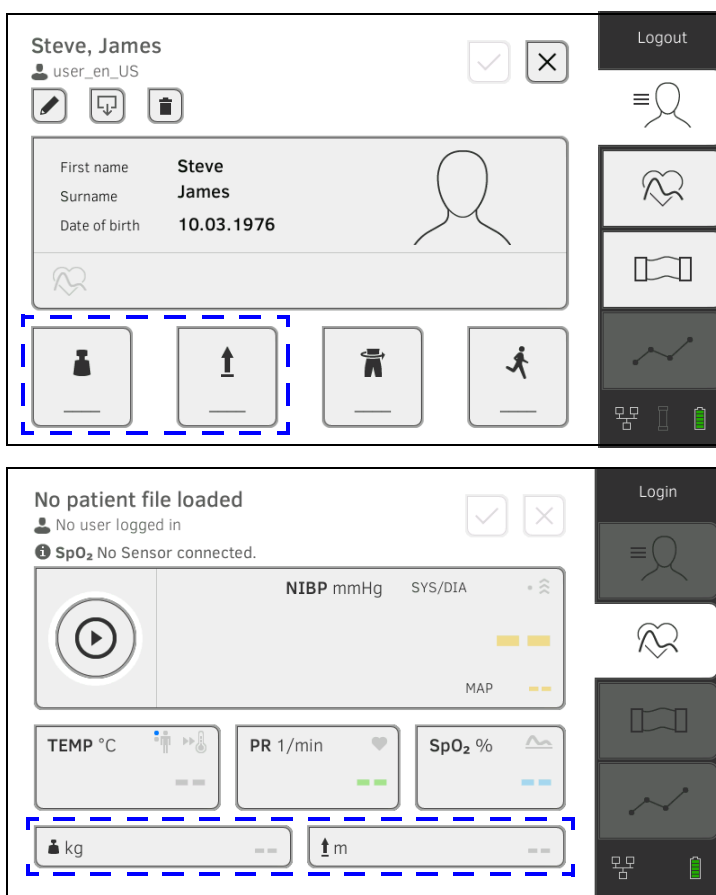 Steve, James
user_en_US
Logout
First name Steve
Surname James
Date of birth 10.03.1976
No patient file loaded
No user logged in
SpO₂ No Sensor connected.
Login
NIBP mmHg SYS/DIA
-- --
MAP --
TEMP °C --
PR 1/min --
SpO₂ % --
kg --
m --